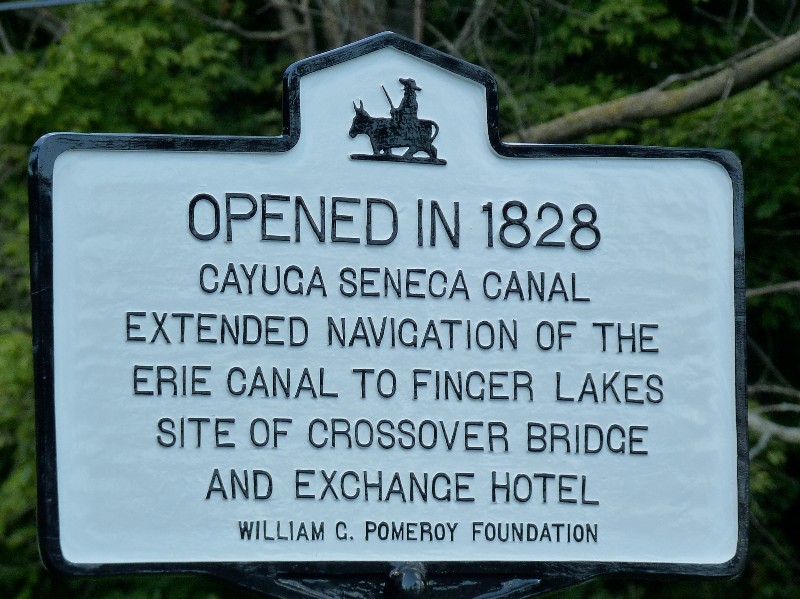 OPENED IN 1828
CAYUGA SENECA CANAL
EXTENDED NAVIGATION OF THE
ERIE CANAL TO FINGER LAKES
SITE OF CROSSOVER BRIDGE
AND EXCHANGE HOTEL
WILLIAM G. POMEROY FOUNDATION